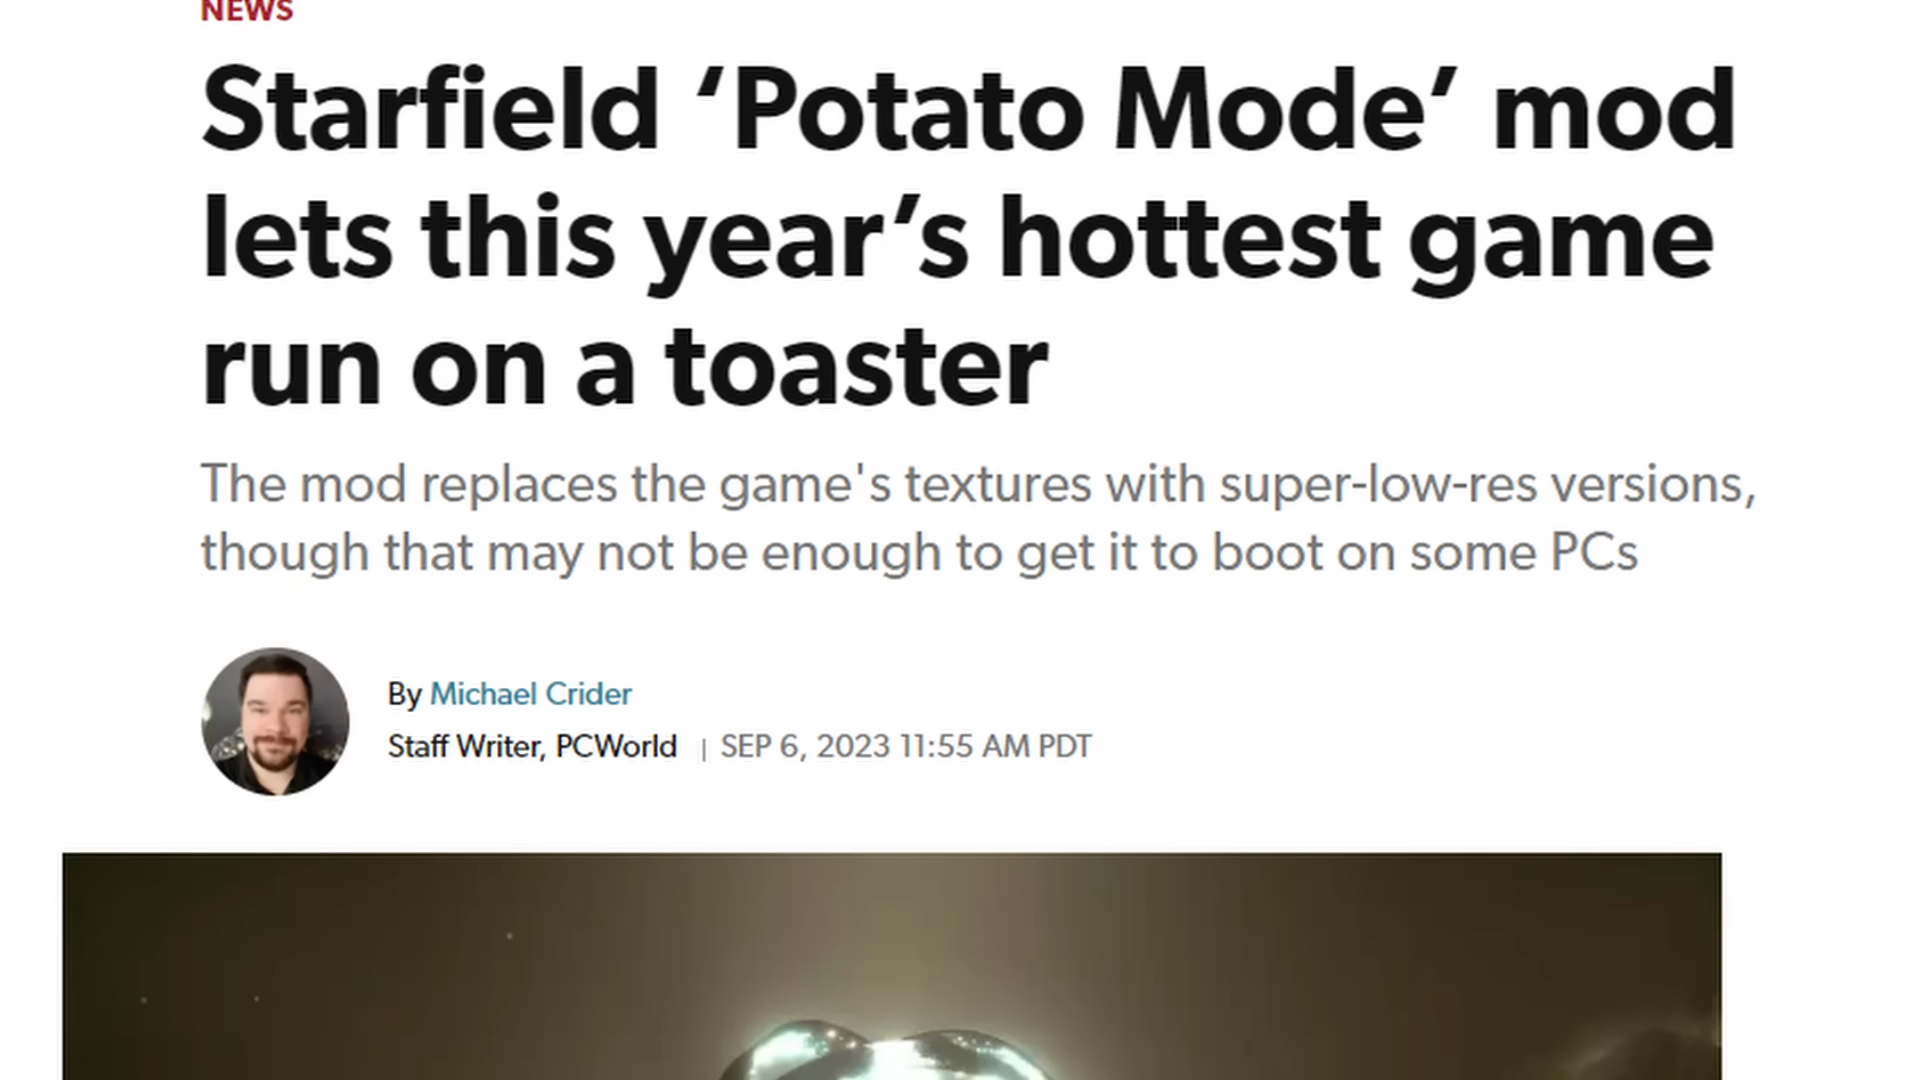 NEWS
Starfield ‘Potato Mode’ mod
lets this year’s hottest game
run on a toaster
The mod replaces the game's textures with super-low-res versions,
though that may not be enough to get it to boot on some PCs
By Michael Crider
Staff Writer, PCWorld | SEP 6, 2023 11:55 AM PDT